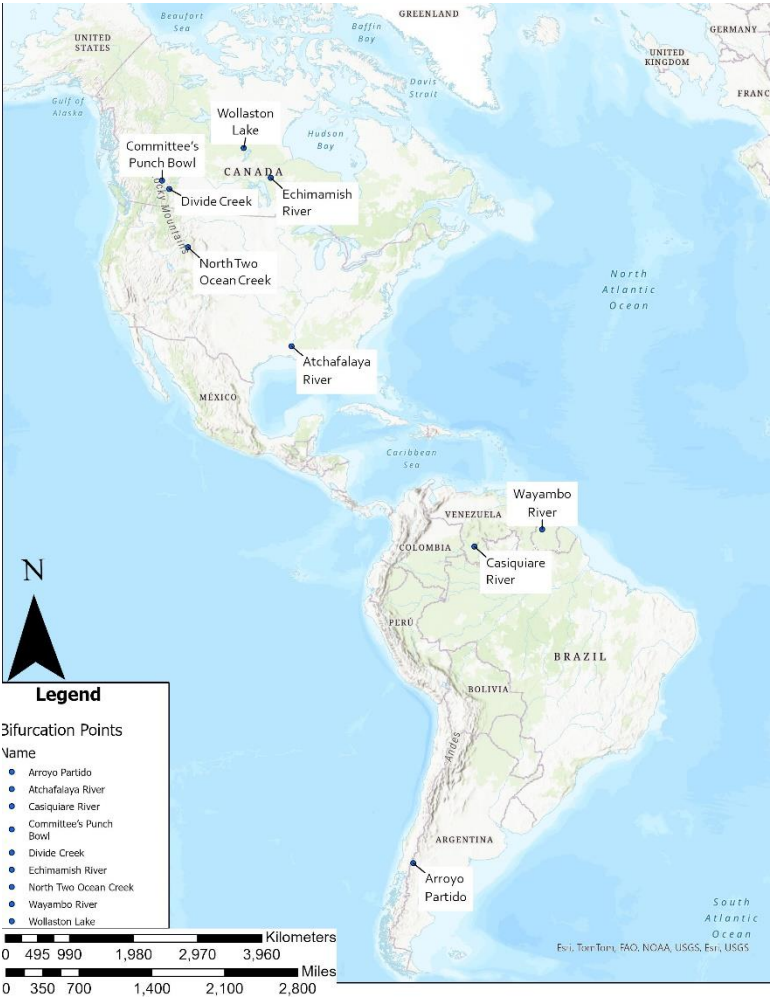 Beaufort
Sea
GREENLAND
Baffin
Bay
UNITED
STATES
GERMANY
UNITED
KINGDOM
Davis
Strait
FRANC
Gulf of
Alaska
Wollaston
Lake
Hudson
Bay
Committee's
Punch Bowl
CANADA
Divide Creek
Echimamish
River
ocky Mountains
North Two
Ocean Creek
North
Atlantic
Ocean
Atchafalaya
River
MÉXICO
Caribbean
Sea
Wayambo
River
VENEZUELA
COLOMBIA
Casiquiare
River
N
PERÚ
BRAZIL
BOLIVIA
Andes
ARGENTINA
Arroyo
Partido
South
Atlantic
Ocean
Esri, TomTom, FAO, NOAA, USGS, Esri, USGS
Legend
Bifurcation Points
Name
Arroyo Partido
Atchafalaya River
Casiquiare River
Committee's Punch
Bowl
Divide Creek
Echimamish River
North Two Ocean Creek
Wayambo River
Wollaston Lake
Kilometers
0 495 990 1,980 2,970 3,960
Miles
0 350 700 1,400 2,100 2,800